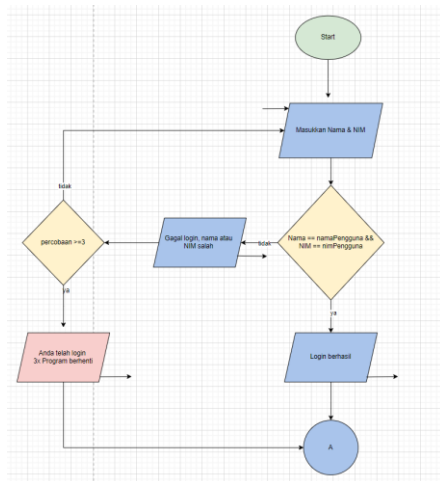 Start
Masukkan Nama & NIM
tidak
Nama == namaPengguna &&
NIM == nimPengguna
tidak
Gagal login, nama atau
NIM salah
percobaan >=3
ya
ya
Anda telah login
3x Program berhenti
Login berhasil
A